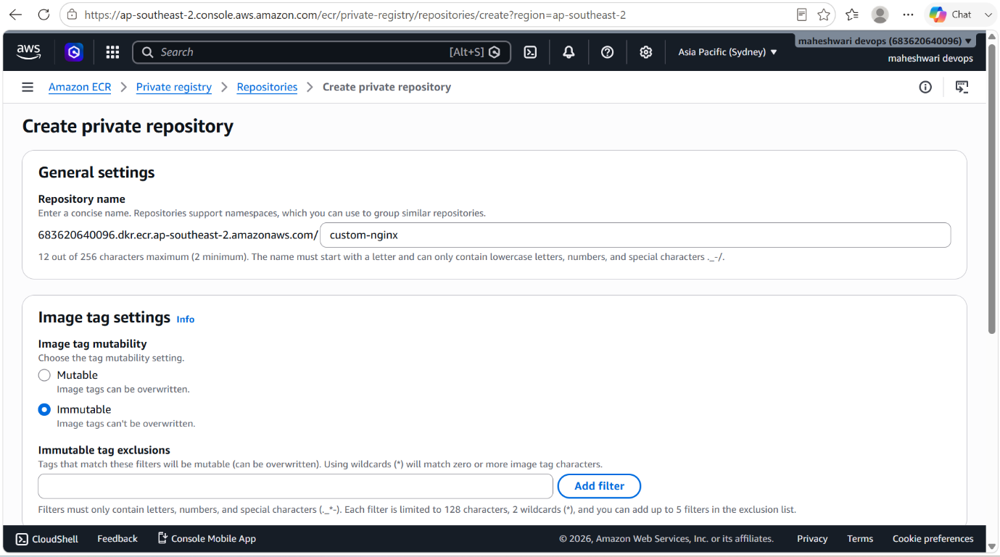 https://ap-southeast-2.console.aws.amazon.com/ecr/private-registry/repositories/create?region=ap-southeast-2
Chat
aws
Search
[Alt+S]
Asia Pacific (Sydney)
maheshwari devops (683620640096)
maheshwari devops
Amazon ECR > Private registry > Repositories > Create private repository
Create private repository
General settings
Repository name
Enter a concise name. Repositories support namespaces, which you can use to group similar repositories.
683620640096.dkr.ecr.ap-southeast-2.amazonaws.com/ custom-nginx
12 out of 256 characters maximum (2 minimum). The name must start with a letter and can only contain lowercase letters, numbers, and special characters ._-/.
Image tag settings Info
Image tag mutability
Choose the tag mutability setting.
Mutable
Image tags can be overwritten.
Immutable
Image tags can't be overwritten.
Immutable tag exclusions
Tags that match these filters will be mutable (can be overwritten). Using wildcards (*) will match zero or more image tag characters.
Add filter
Filters must only contain letters, numbers, and special characters (._*-). Each filter is limited to 128 characters, 2 wildcards (*), and you can add up to 5 filters in the exclusion list.
CloudShell Feedback Console Mobile App © 2026, Amazon Web Services, Inc. or its affiliates. Privacy Terms Cookie preferences